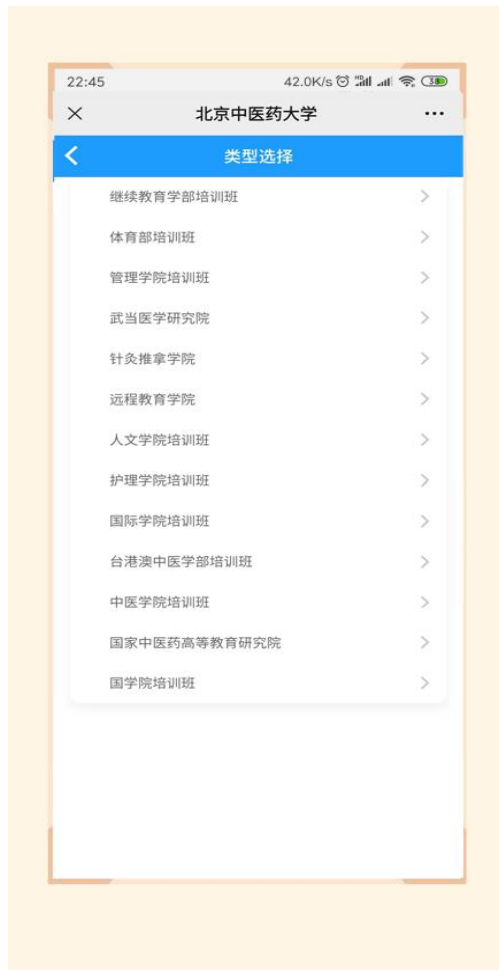 22:45 42.0K/s HD 38
北京中医药大学
类型选择
继续教育学部培训班
体育部培训班
管理学院培训班
武当医学研究院
针灸推拿学院
远程教育学院
人文学院培训班
护理学院培训班
国际学院培训班
台港澳中医学部培训班
中医学院培训班
国家中医药高等教育研究院
国学院培训班